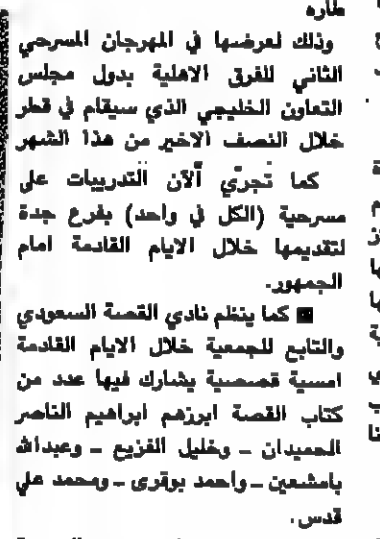 طاره
وذلك لعرضها في المهرجان المسرحي
الثاني للفرق الاهلية بدول مجلس
التعاون الخليجي الذي سيقام في قطر
خلال النصف الاخير من هذا الشهر
كما تجري الآن التدريبات على
مسرحية (الكل في واحد) بفرع جدة
لتقديمها خلال الايام القادمة امام
الجمهور.
■ كما ينظم نادي القصة السعودي
والتابع للجمعية خلال الايام القادمة
امسية قصصية يشارك فيها عدد من
كتاب القصة ابرزهم ابراهيم الناصر
الحميدان ـ وخليل الفزيع ـ وعبدالله
بامشعين ـ واحمد بوقرى ـ ومحمد علي
قدس.